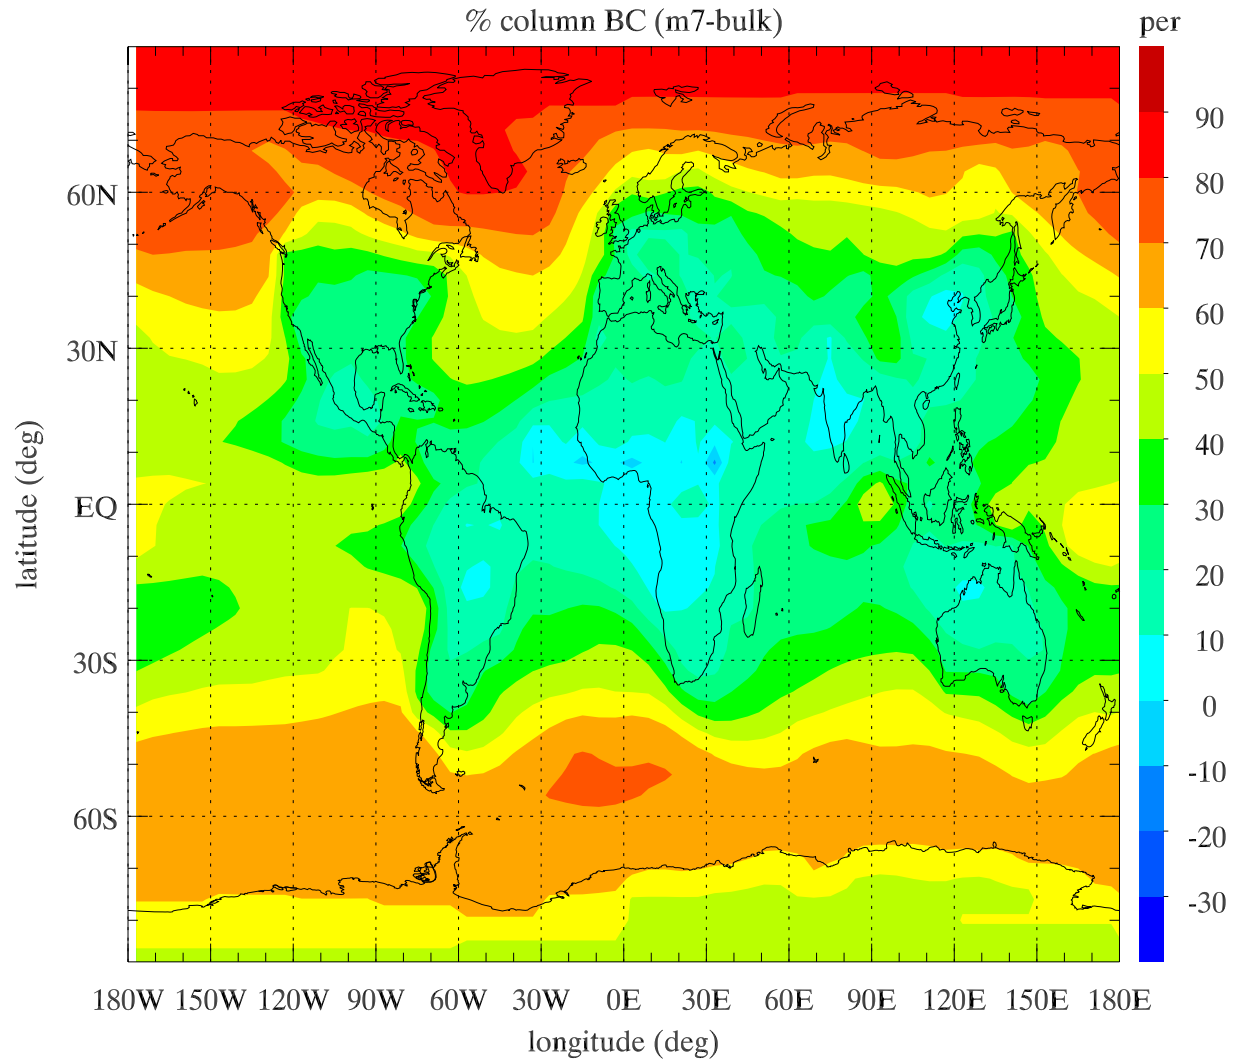 % column BC (m7-bulk)
per
90
80
70
60
50
40
30
20
10
0
-10
-20
-30
60N
30N
EQ
30S
60S
latitude (deg)
180W 150W 120W 90W 60W 30W 0E 30E 60E 90E 120E 150E 180E
longitude (deg)